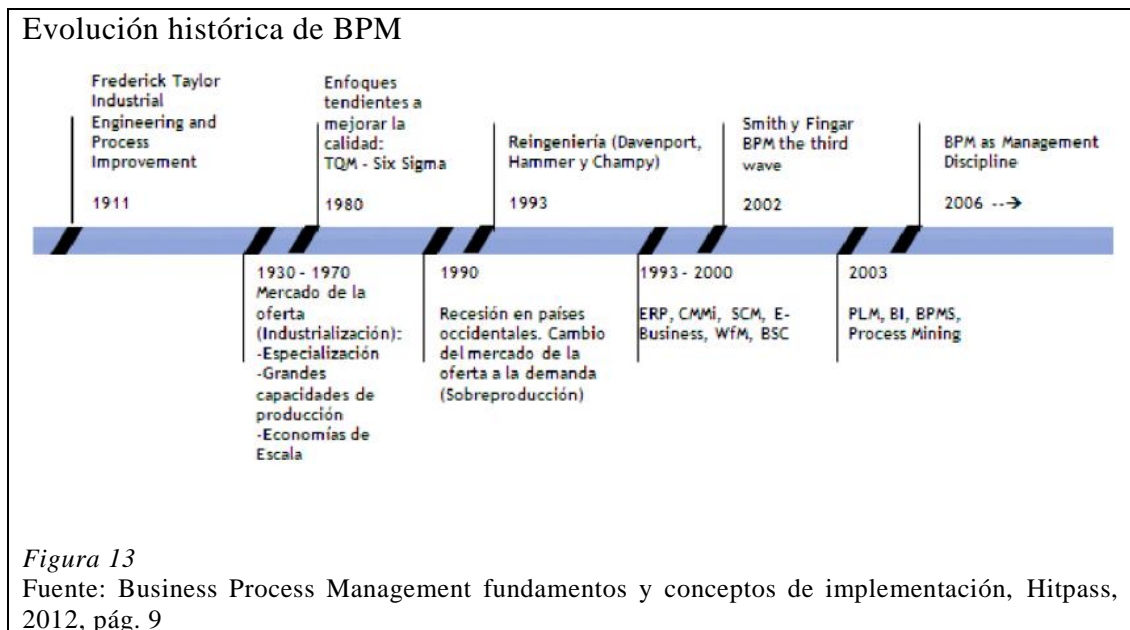 Evolución histórica de BPM
Frederick Taylor
Industrial
Engineering and
Process
Improvement
1911
Enfoques
tendientes a
mejorar la
calidad:
TQM - Six Sigma
1980
Reingeniería (Davenport,
Hammer y Champy)
1993
Smith y Fingar
BPM the third
wave
2002
BPM as Management
Discipline
2006 -->
1930 - 1970
Mercado de la
oferta
(Industrialización):
-Especialización
-Grandes
capacidades de
producción
-Economías de
Escala
1990
Recesión en países
occidentales. Cambio
del mercado de la
oferta a la demanda
(Sobreproducción)
1993 - 2000
ERP, CMMi, SCM, E-
Business, WfM, BSC
2003
PLM, BI, BPMS,
Process Mining
Figura 13
Fuente: Business Process Management fundamentos y conceptos de implementación, Hitpass,
2012, pág. 9